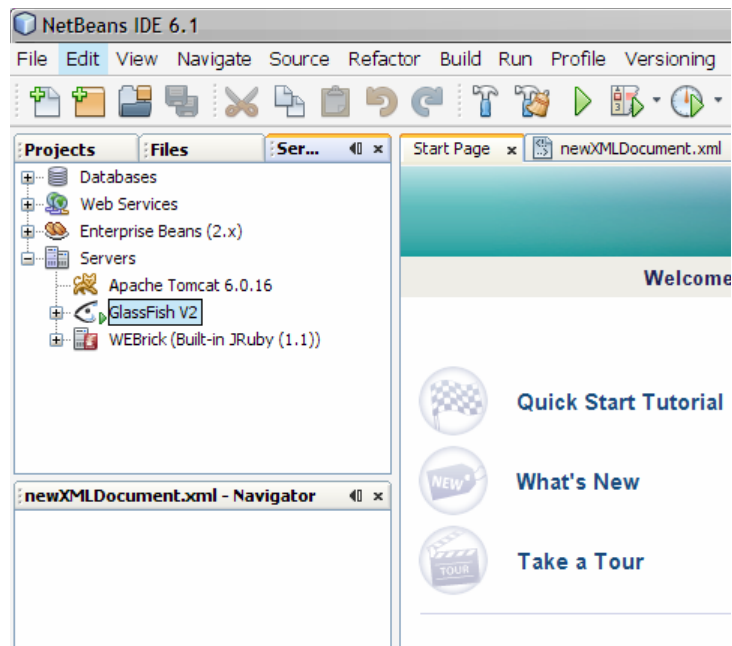 NetBeans IDE 6.1
File Edit View Navigate Source Refactor Build Run Profile Versioning
Projects Files Ser... Start Page newXMLDocument.xml
Databases
Web Services
Enterprise Beans (2.x)
Servers
Apache Tomcat 6.0.16
GlassFish V2
WEBrick (Built-in JRuby (1.1))
newXMLDocument.xml - Navigator
Welcome
Quick Start Tutorial
NEW What's New
TOUR Take a Tour